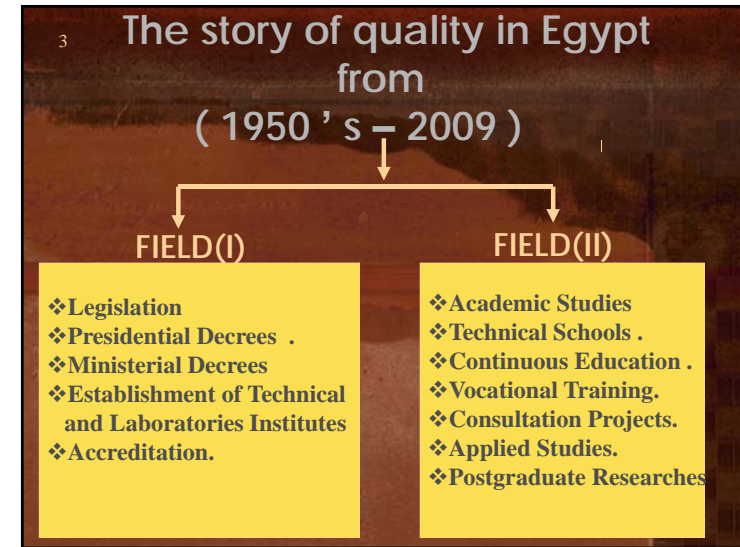 3
The story of quality in Egypt
from
( 1950 ’ s – 2009 )
FIELD(I)
❖Legislation
❖Presidential Decrees .
❖Ministerial Decrees
❖Establishment of Technical
and Laboratories Institutes
❖Accreditation.
FIELD(II)
❖Academic Studies
❖Technical Schools .
❖Continuous Education .
❖Vocational Training.
❖Consultation Projects.
❖Applied Studies.
❖Postgraduate Researches